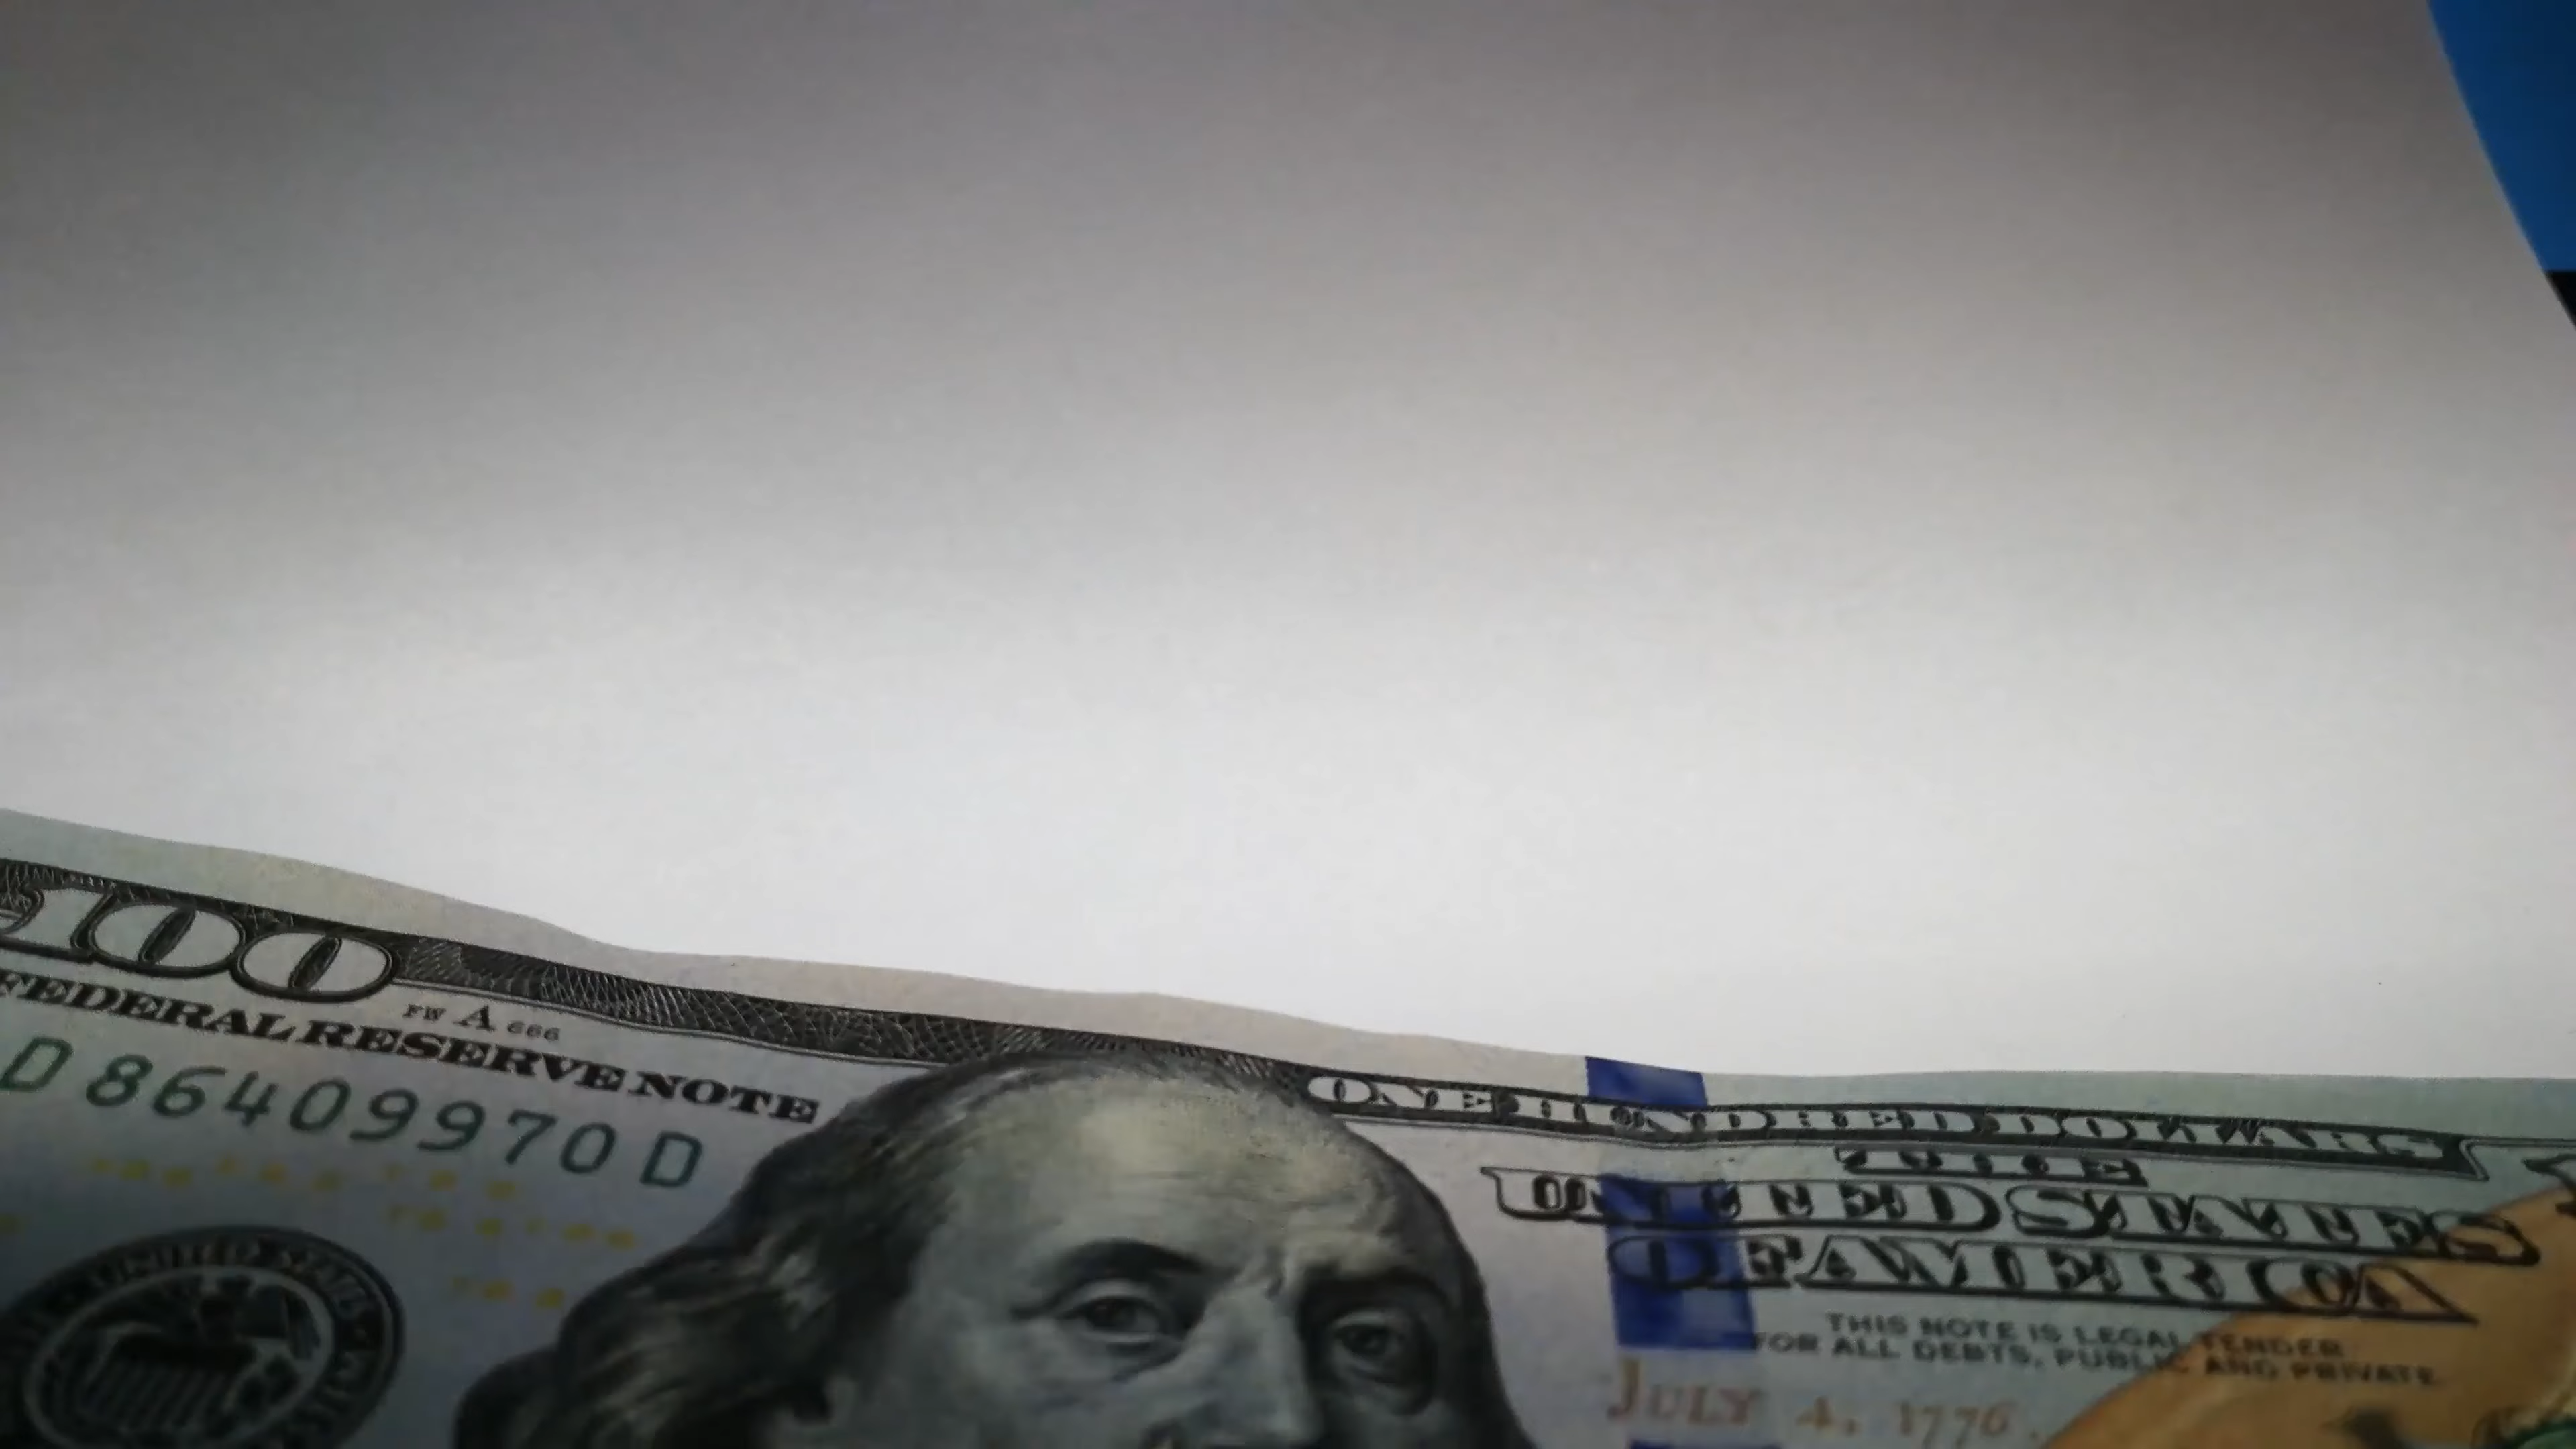 100
FW A 666
FEDERAL RESERVE NOTE
D 86409970 D
ONE HUNDRED DOLLARS
THE
UNITED STATES
OF AMERICA
THIS NOTE IS LEGAL TENDER
FOR ALL DEBTS, PUBLIC AND PRIVATE
JULY 4, 1776.